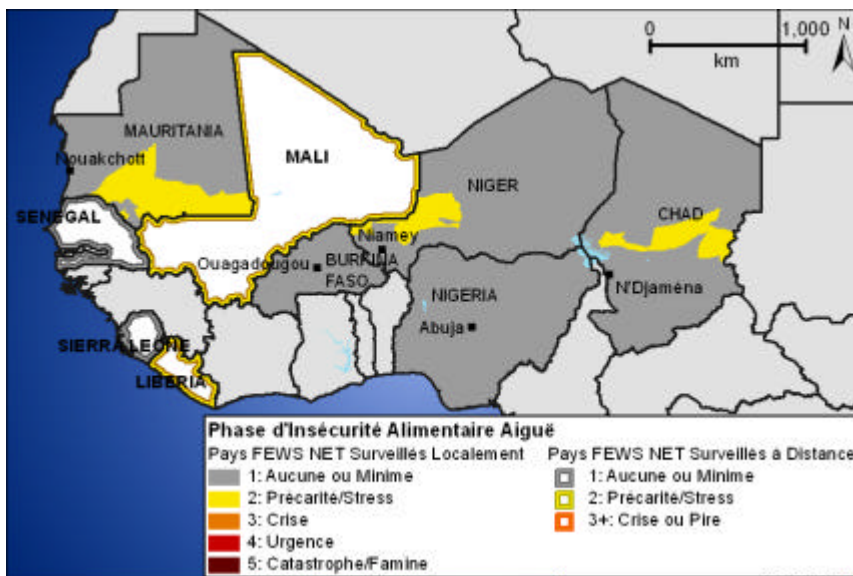 0 1,000
km
N
MAURITANIA
Nouakchott
MALI
NIGER
CHAD
SENEGAL
Niamey
Ouagadougou
BURKINA
FASO
N'Djaména
NIGERIA
Abuja
SIERRA LEONE
LIBERIA
Phase d'Insécurité Alimentaire Aiguë
Pays FEWS NET Surveillés Localement
1: Aucune ou Minime
2: Précarité/Stress
3: Crise
4: Urgence
5: Catastrophe/Famine
Pays FEWS NET Surveillés à Distance
1: Aucune ou Minime
2: Précarité/Stress
3+: Crise ou Pire